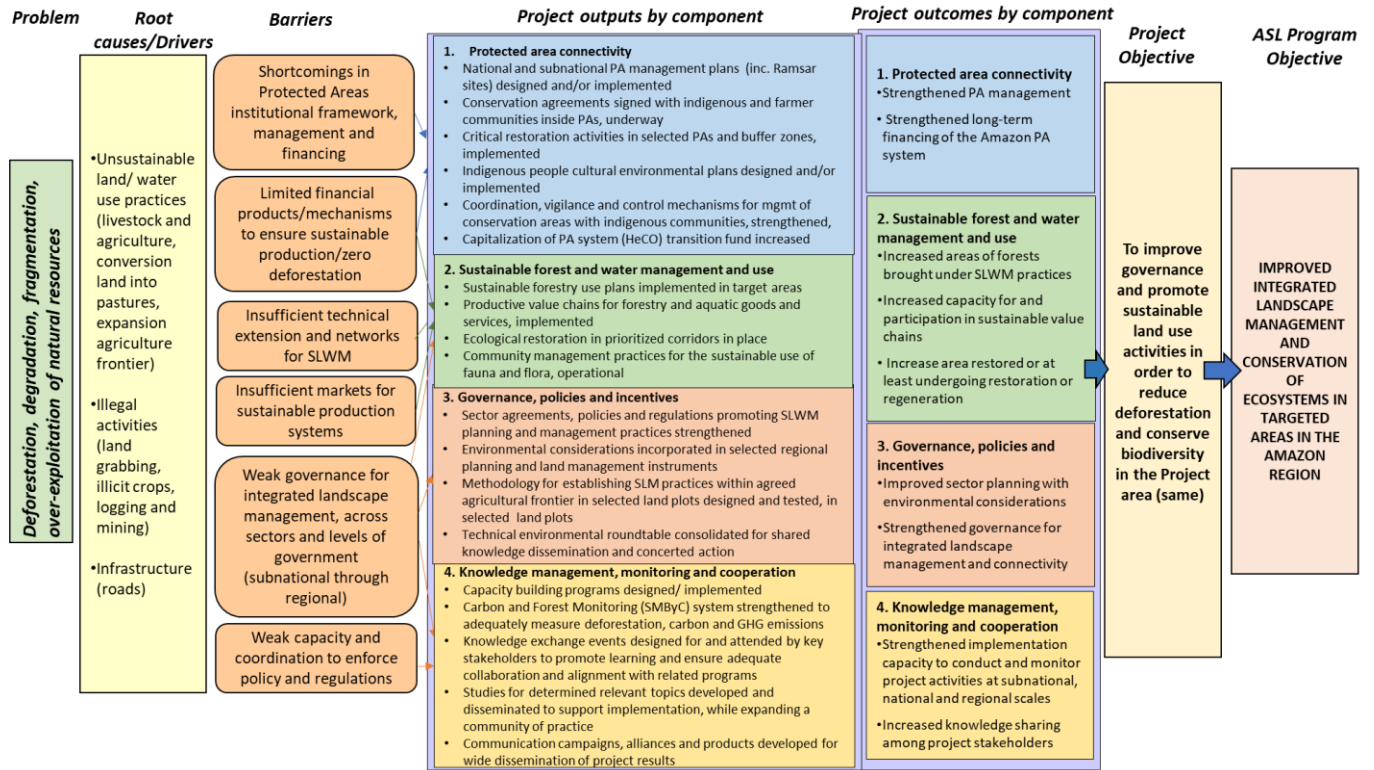 Problem
Root
causes/Drivers
Barriers
Project outputs by component
Project outcomes by component
Project
Objective
ASL Program
Objective
Deforestation, degradation, fragmentation,
over-exploitation of natural resources
•Unsustainable
land/ water
use practices
(livestock and
agriculture,
conversion
land into
pastures,
expansion
agriculture
frontier)
•Illegal
activities
(land
grabbing,
illicit crops,
logging and
mining)
•Infrastructure
(roads)
Shortcomings in
Protected Areas
institutional framework,
management and
financing
Limited financial
products/mechanisms
to ensure sustainable
production/zero
deforestation
Insufficient technical
extension and networks
for SLWM
Insufficient markets for
sustainable production
systems
Weak governance for
integrated landscape
management, across
sectors and levels of
government
(subnational through
regional)
Weak capacity and
coordination to enforce
policy and regulations
1. Protected area connectivity
• National and subnational PA management plans (inc. Ramsar
sites) designed and/or implemented
• Conservation agreements signed with indigenous and farmer
communities inside PAs, underway
• Critical restoration activities in selected PAs and buffer zones,
implemented
• Indigenous people cultural environmental plans designed and/or
implemented
• Coordination, vigilance and control mechanisms for mgmt of
conservation areas with indigenous communities, strengthened,
• Capitalization of PA system (HeCO) transition fund increased
2. Sustainable forest and water management and use
• Sustainable forestry use plans implemented in target areas
• Productive value chains for forestry and aquatic goods and
services, implemented
• Ecological restoration in prioritized corridors in place
• Community management practices for the sustainable use of
fauna and flora, operational
3. Governance, policies and incentives
• Sector agreements, policies and regulations promoting SLWM
planning and management practices strengthened
• Environmental considerations incorporated in selected regional
planning and land management instruments
• Methodology for establishing SLM practices within agreed
agricultural frontier in selected land plots designed and tested, in
selected land plots
• Technical environmental roundtable consolidated for shared
knowledge dissemination and concerted action
4. Knowledge management, monitoring and cooperation
• Capacity building programs designed/ implemented
• Carbon and Forest Monitoring (SMByC) system strengthened to
adequately measure deforestation, carbon and GHG emissions
• Knowledge exchange events designed for and attended by key
stakeholders to promote learning and ensure adequate
collaboration and alignment with related programs
• Studies for determined relevant topics developed and
disseminated to support implementation, while expanding a
community of practice
• Communication campaigns, alliances and products developed for
wide dissemination of project results
1. Protected area connectivity
•Strengthened PA management
• Strengthened long-term
financing of the Amazon PA
system
2. Sustainable forest and water
management and use
•Increased areas of forests
brought under SLWM practices
•Increased capacity for and
participation in sustainable value
chains
• Increase area restored or at
least undergoing restoration or
regeneration
3. Governance, policies and
incentives
•Improved sector planning with
environmental considerations
•Strengthened governance for
integrated landscape
management and connectivity
4. Knowledge management,
monitoring and cooperation
•Strengthened implementation
capacity to conduct and monitor
project activities at subnational,
national and regional scales
•Increased knowledge sharing
among project stakeholders
To improve
governance
and promote
sustainable
land use
activities in
order to
reduce
deforestation
and conserve
biodiversity
in the Project
area (same)
IMPROVED
INTEGRATED
LANDSCAPE
MANAGEMENT
AND
CONSERVATION
OF
ECOSYSTEMS IN
TARGETED
AREAS IN THE
AMAZON
REGION